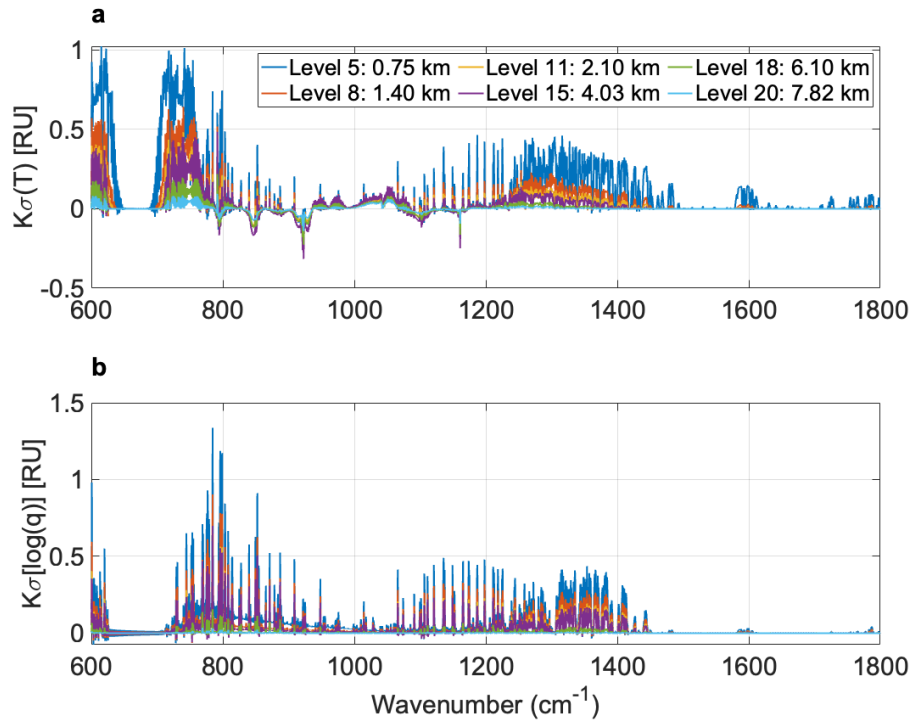 a
1
0.5
0
-0.5
Kσ(T) [RU]
Level 5: 0.75 km Level 11: 2.10 km Level 18: 6.10 km
Level 8: 1.40 km Level 15: 4.03 km Level 20: 7.82 km
600 800 1000 1200 1400 1600 1800
b
1.5
1
0.5
0
Kσ[log(q)] [RU]
600 800 1000 1200 1400 1600 1800
Wavenumber (cm⁻¹)